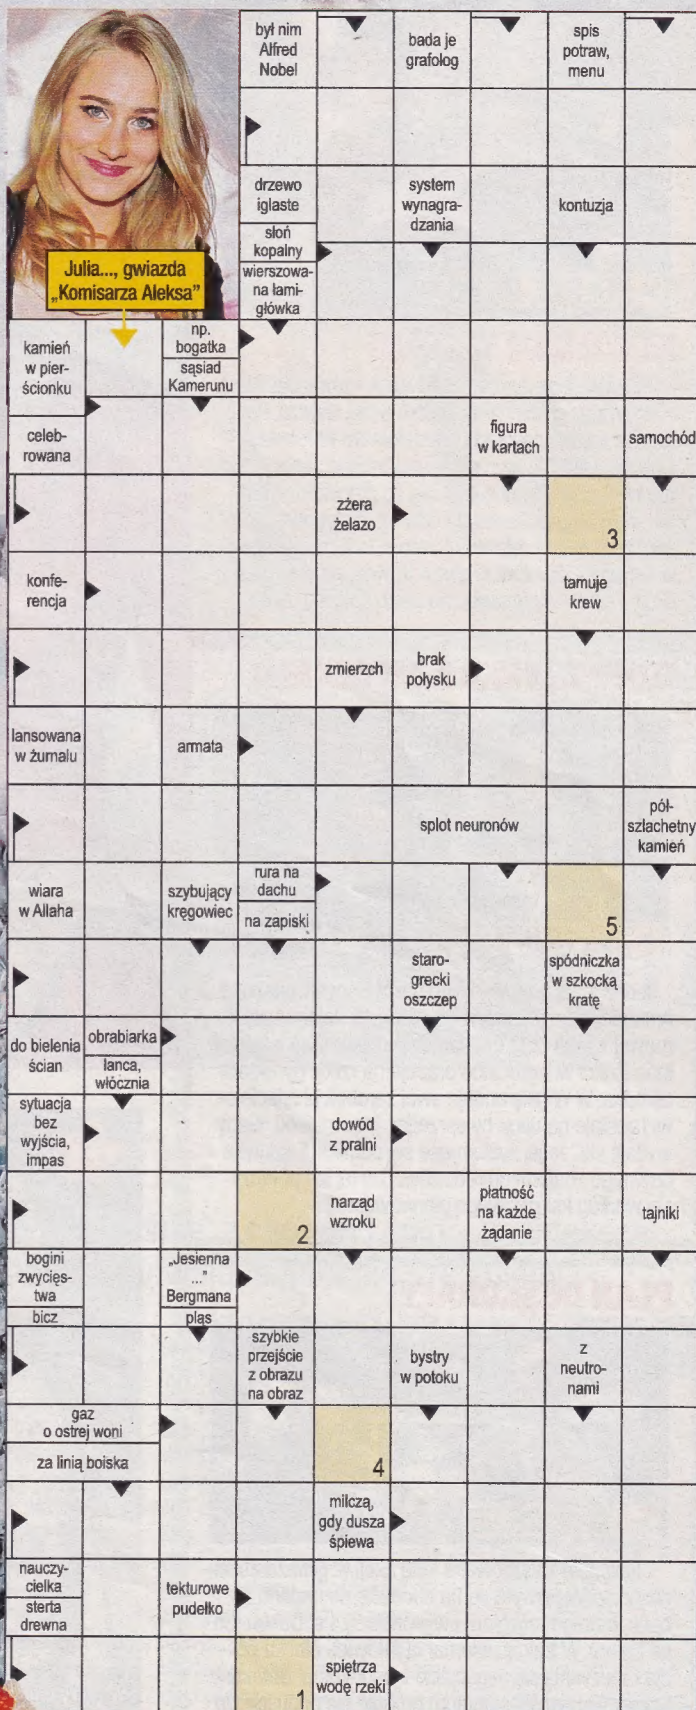 był nim
Alfred
Nobel
bada je
grafolog
spis
potraw,
menu
drzewo
iglaste
system
wynagra-
dzania
kontuzja
słoń
kopalny
wierszowa-
na łami-
główka
Julia..., gwiazda
„Komisarza Aleksa”
kamień
w pier-
ścionku
np.
bogatka
sąsiad
Kamerunu
celeb-
rowana
figura
w kartach
samochód
zżera
żelazo
3
konfe-
rencja
tamuje
krew
zmierzch
brak
połysku
lansowana
w żurnalu
armata
splot neuronów
pół-
szlachetny
kamień
wiara
w Allaha
szybujący
kręgowiec
rura na
dachu
na zapiski
5
staro-
grecki
oszczep
spódniczka
w szkocką
kratę
do bielenia
ścian
obrabiarka
lanca,
włócznia
sytuacja
bez
wyjścia,
impas
dowód
z pralni
2
narząd
wzroku
płatność
na każde
żądanie
tajniki
bogini
zwycięs-
twa
„Jesienna
...”
Bergmana
bicz
pląs
szybkie
przejście
z obrazu
na obraz
bystry
w potoku
z
neutro-
nami
gaz
o ostrej woni
za linią boiska
4
milczą,
gdy dusza
śpiewa
nauczy-
cielka
sterta
drewna
tekturowe
pudełko
1
spiętrza
wodę rzeki